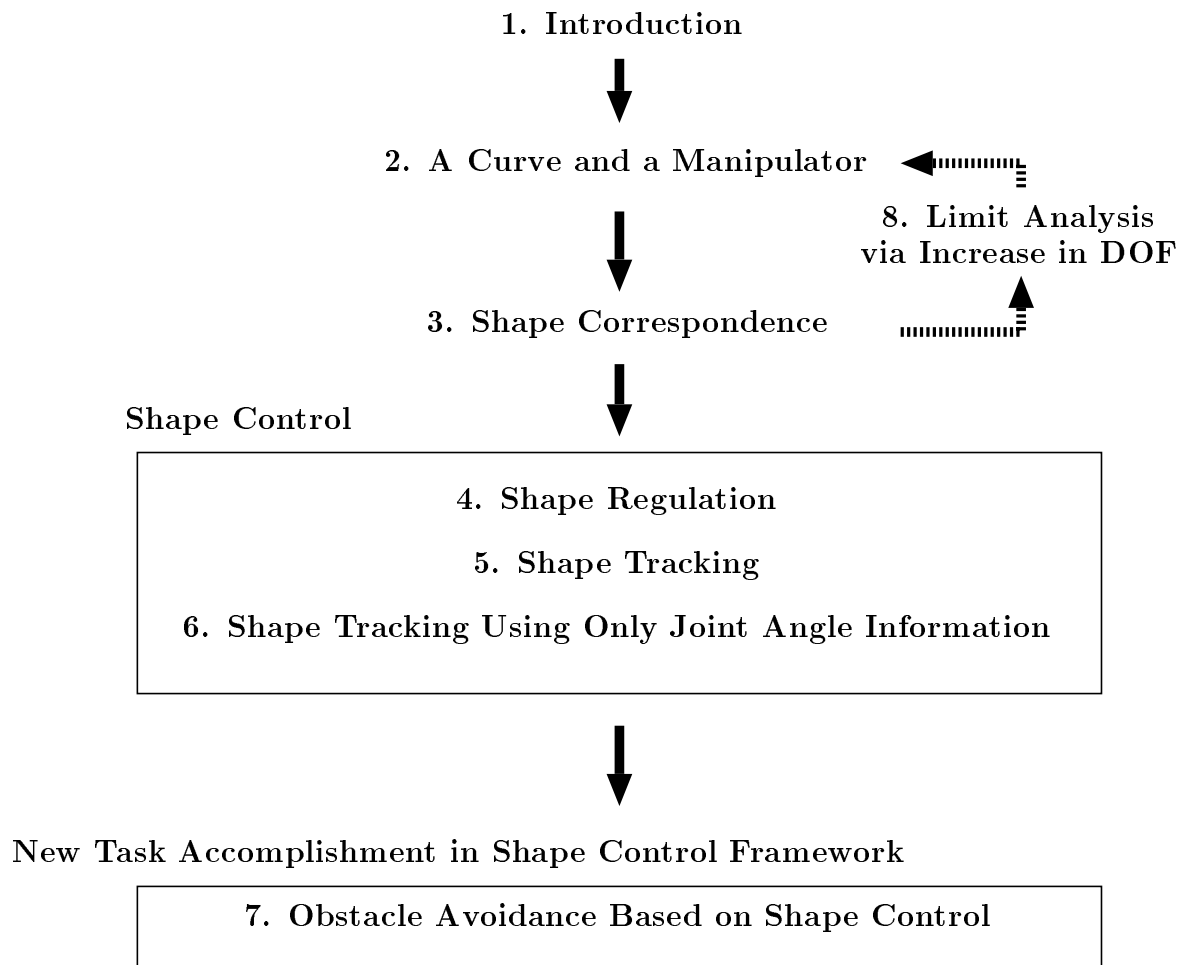 1. Introduction
2. A Curve and a Manipulator
8. Limit Analysis
via Increase in DOF
3. Shape Correspondence
Shape Control
4. Shape Regulation
5. Shape Tracking
6. Shape Tracking Using Only Joint Angle Information
New Task Accomplishment in Shape Control Framework
7. Obstacle Avoidance Based on Shape Control